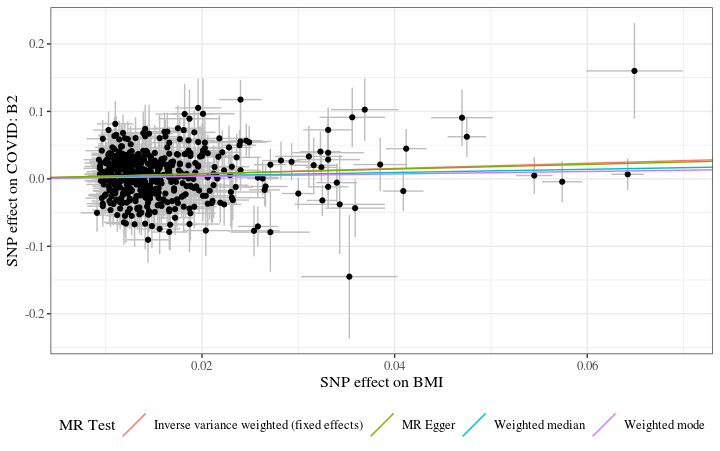 0.2
0.1
0.0
-0.1
-0.2
SNP effect on COVID: B2
0.02 0.04 0.06
SNP effect on BMI
MR Test Inverse variance weighted (fixed effects) MR Egger Weighted median Weighted mode